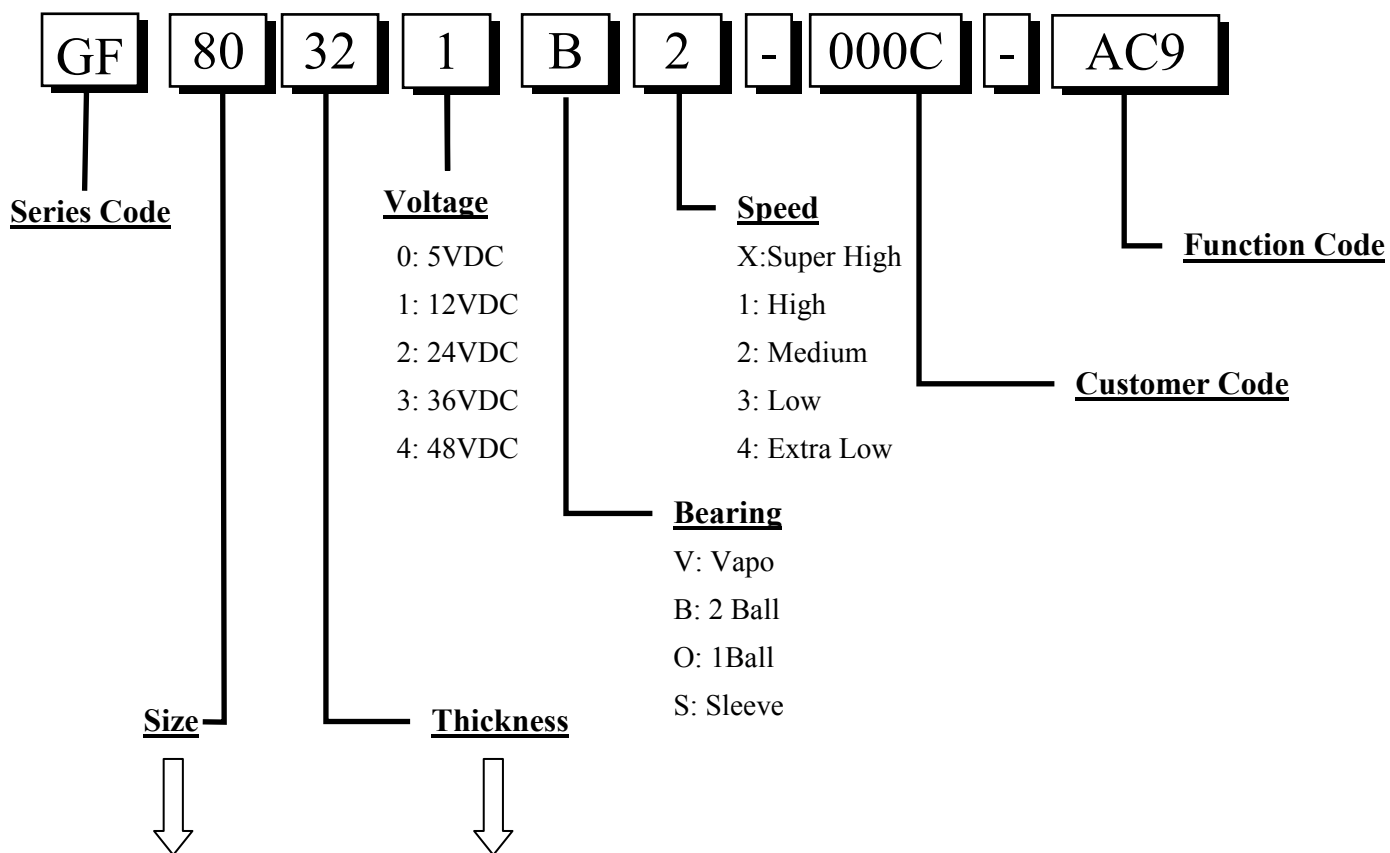 GF 80 32 1 B 2 - 000C - AC9
Series Code
Voltage
0: 5VDC
1: 12VDC
2: 24VDC
3: 36VDC
4: 48VDC
Speed
X:Super High
1: High
2: Medium
3: Low
4: Extra Low
Function Code
Customer Code
Bearing
V: Vapo
B: 2 Ball
O: 1Ball
S: Sleeve
Size
Thickness